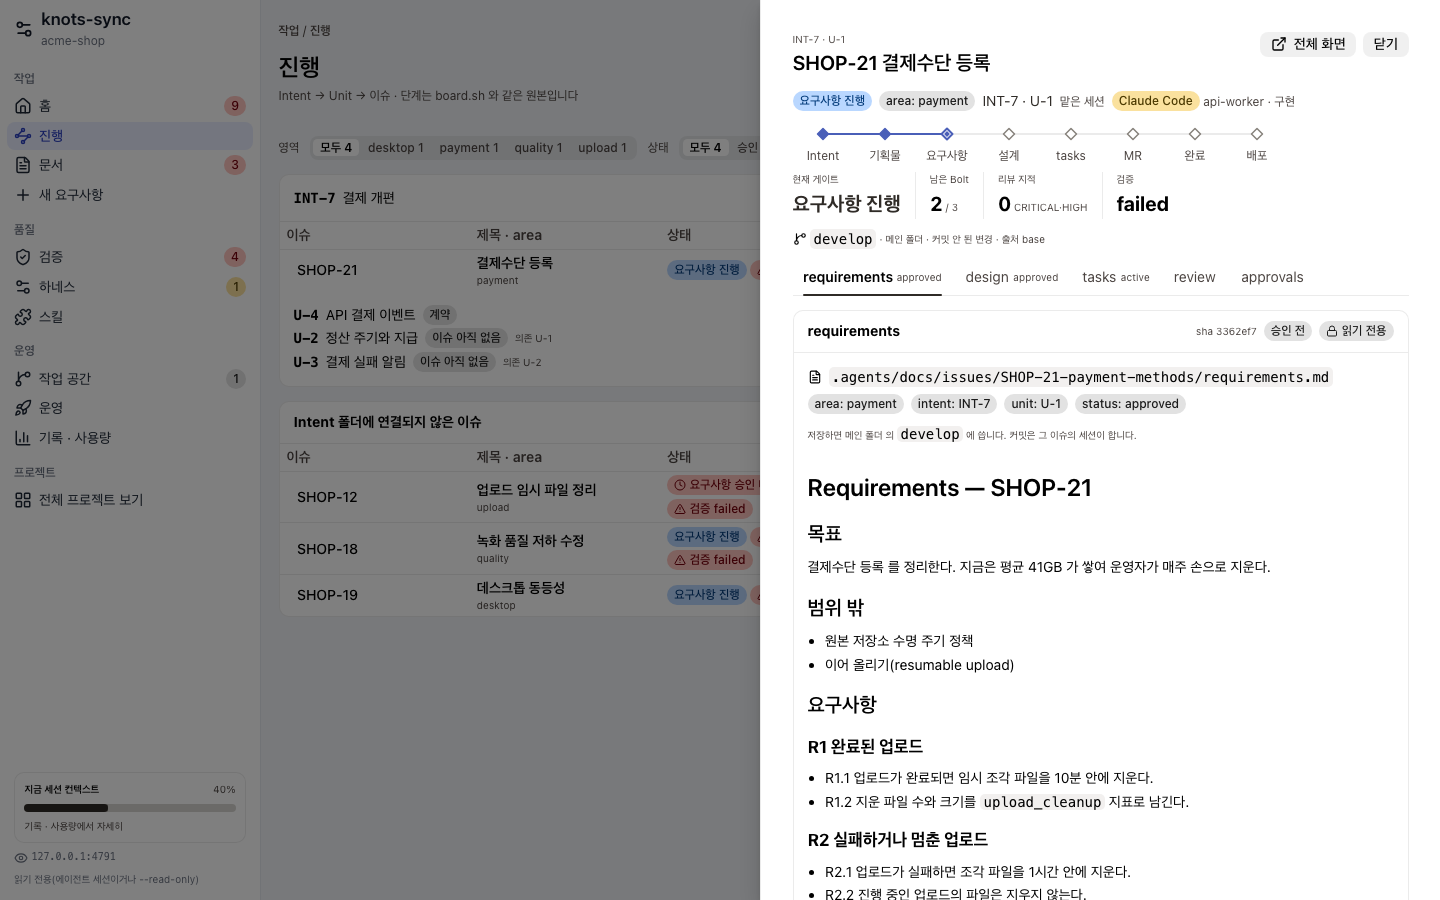 knots-sync
acme-shop
작업
홈 9
진행
문서 3
새 요구사항
품질
검증 4
하네스 1
스킬
운영
작업 공간 1
운영
기록 · 사용량
프로젝트
전체 프로젝트 보기
지금 세션 컨텍스트 40%
기록 · 사용량에서 자세히
127.0.0.1:4791
읽기 전용(에이전트 세션이거나 --read-only)
작업 / 진행
진행
Intent → Unit → 이슈 · 단계는 board.sh 와 같은 원본입니다
영역 모두 4 desktop 1 payment 1 quality 1 upload 1 상태 모두 4 승인
INT-7 결제 개편
이슈 제목 · area 상태
SHOP-21 결제수단 등록 요구사항 진행
payment
U-4 API 결제 이벤트 계약
U-2 정산 주기와 지급 이슈 아직 없음 의존 U-1
U-3 결제 실패 알림 이슈 아직 없음 의존 U-2
Intent 폴더에 연결되지 않은 이슈
이슈 제목 · area 상태
SHOP-12 업로드 임시 파일 정리 요구사항 승인
upload 검증 failed
SHOP-18 녹화 품질 저하 수정 요구사항 진행
quality 검증 failed
SHOP-19 데스크톱 동등성 요구사항 진행
desktop
INT-7 · U-1
SHOP-21 결제수단 등록
전체 화면 닫기
요구사항 진행 area: payment INT-7 · U-1 맡은 세션 Claude Code api-worker · 구현
Intent 기획물 요구사항 설계 tasks MR 완료 배포
현재 게이트 남은 Bolt 리뷰 지적 검증
요구사항 진행 2 / 3 0 CRITICAL·HIGH failed
develop · 메인 폴더 · 커밋 안 된 변경 · 출처 base
requirements approved design approved tasks active review approvals
requirements sha 3362ef7 승인 전 읽기 전용
.agents/docs/issues/SHOP-21-payment-methods/requirements.md
area: payment intent: INT-7 unit: U-1 status: approved
저장하면 메인 폴더 의 develop 에 씁니다. 커밋은 그 이슈의 세션이 합니다.
Requirements — SHOP-21
목표
결제수단 등록 를 정리한다. 지금은 평균 41GB 가 쌓여 운영자가 매주 손으로 지운다.
범위 밖
• 원본 저장소 수명 주기 정책
• 이어 올리기(resumable upload)
요구사항
R1 완료된 업로드
• R1.1 업로드가 완료되면 임시 조각 파일을 10분 안에 지운다.
• R1.2 지운 파일 수와 크기를 upload_cleanup 지표로 남긴다.
R2 실패하거나 멈춘 업로드
• R2.1 업로드가 실패하면 조각 파일을 1시간 안에 지운다.
• R2.2 진행 중인 업로드의 파일은 지우지 않는다.